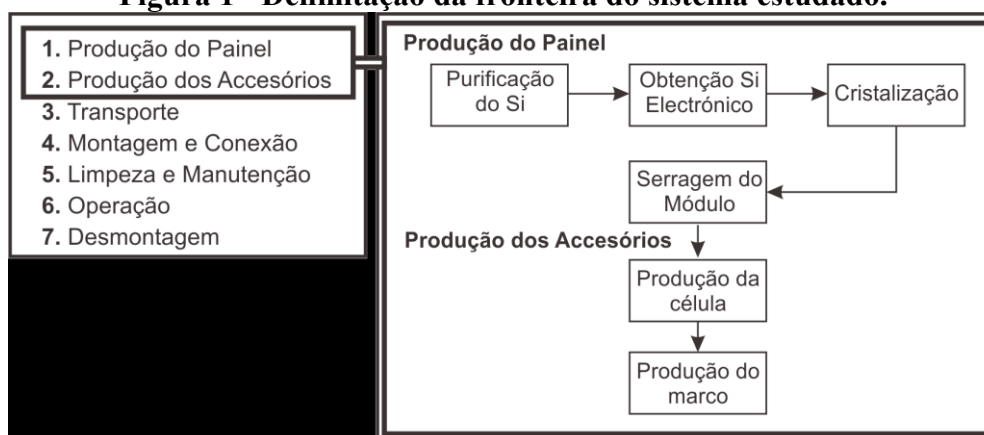 Figura 1 - Delimitação da fronteira do sistema estudado.
1. Produção do Painel
2. Produção dos Accesórios
3. Transporte
4. Montagem e Conexão
5. Limpeza e Manutenção
6. Operação
7. Desmontagem
Produção do Painel
Purificação
do Si
Obtenção Si
Electrónico
Cristalização
Serragem do
Módulo
Produção dos Accesórios
Produção da
célula
Produção do
marco